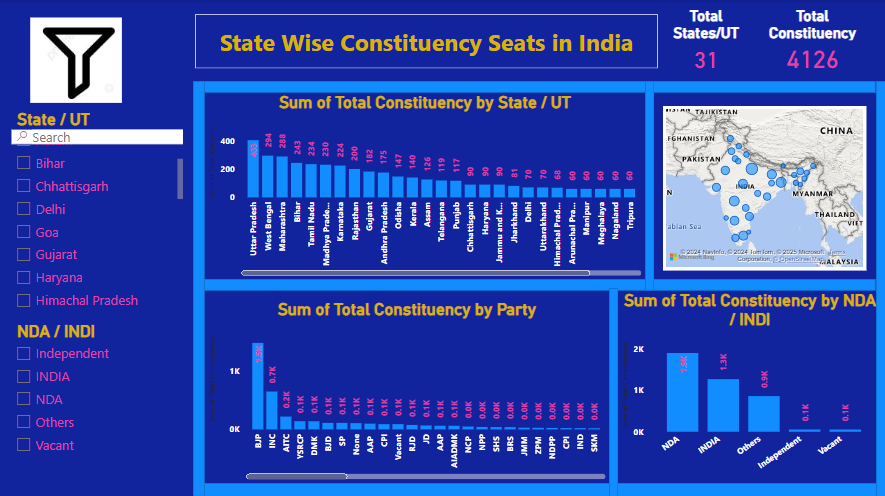 State Wise Constituency Seats in India
Total
States/UT
31
Total
Constituency
4126
State / UT
Search
Bihar
Chhattisgarh
Delhi
Goa
Gujarat
Haryana
Himachal Pradesh
NDA / INDI
Independent
INDIA
NDA
Others
Vacant
Sum of Total Constituency by State / UT
400
200
0
403
294
288
243
234
230
224
200
182
175
147
140
126
119
117
90
90
90
81
70
70
68
60
60
60
60
60
Uttar Pradesh
West Bengal
Maharashtra
Bihar
Tamil Nadu
Madhya Prade...
Karnataka
Rajasthan
Gujarat
Andhra Pradesh
Odisha
Kerala
Assam
Telangana
Punjab
Chhattisgarh
Haryana
Jammu and K...
Jharkhand
Delhi
Uttarakhand
Himachal Prad...
Arunachal Pra...
Manipur
Meghalaya
Nagaland
Tripura
TAJIKISTAN
AFGHANISTAN
CHINA
PAKISTAN
INDIA
MYANMAR
THAILAND
VIET
abian Sea
MALAYSIA
© 2024 NavInfo, © 2024 TomTom, © 2025 Microsoft Terms
Corporation, © OpenStreetMap
Microsoft Bing
Sum of Total Constituency by Party
1K
0K
1.5K
0.7K
0.2K
0.1K
0.1K
0.1K
0.1K
0.1K
0.1K
0.1K
0.1K
0.1K
0.1K
0.1K
0.1K
0.0K
0.0K
0.0K
0.0K
0.0K
0.0K
0.0K
0.0K
0.0K
0.0K
BJP
INC
AITC
YSRCP
DMK
BJD
SP
None
AAP
CPI
Vacant
RJD
JD
AAP
AIADMK
NCP
NPP
SHS
BRS
JMM
ZPM
NDPP
CPI
IND
SKM
Sum of Total Constituency by NDA
/ INDI
2K
1K
0K
1.9K
1.3K
0.9K
0.1K
0.1K
NDA
INDIA
Others
Independent
Vacant